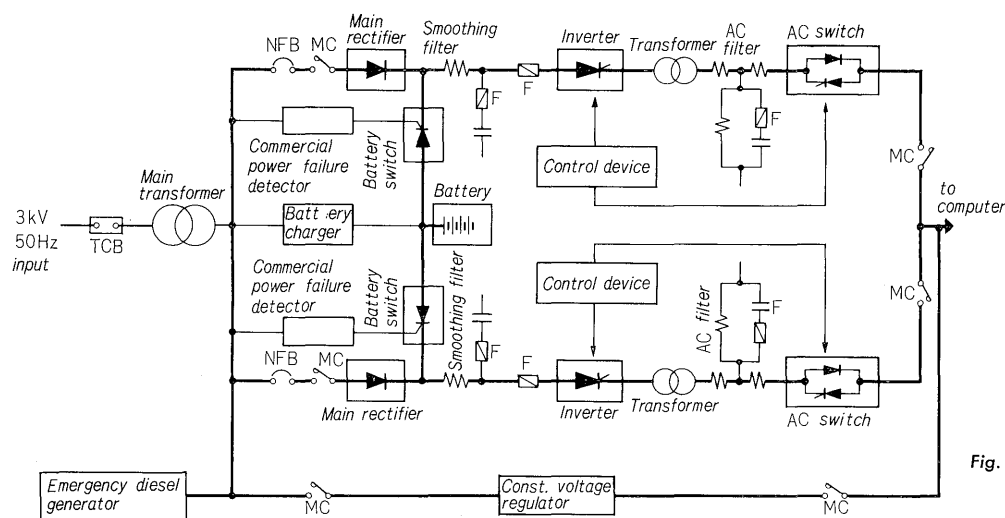 Main
rectifier
Smoothing
filter
Inverter
Transformer
AC filter
AC switch
NFB
MC
F
F
F
Commercial
power failure
detector
Battery
switch
Control device
MC
Main
transformer
Battery
3kV
50Hz
input
TCB
Battery
charger
to
computer
Commercial
power failure
detector
Battery
switch
Smoothing filter
Control device
MC
F
F
AC filter
F
NFB
MC
Main rectifier
Inverter
Transformer
AC switch
Fig.
Emergency diesel
generator
MC
Const. voltage
regulator
MC